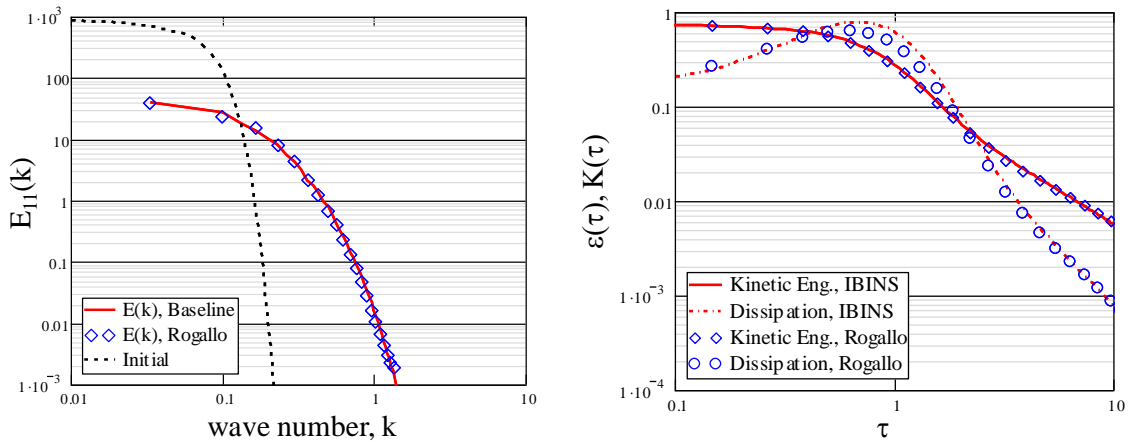 1·10³
100
10
1
0.1
0.01
1·10⁻³
0.01
0.1
1
10
E₁₁(k)
wave number, k
E(k), Baseline
E(k), Rogallo
Initial
1
0.1
0.01
1·10⁻³
1·10⁻⁴
0.1
1
10
ε(τ), K(τ)
τ
Kinetic Eng., IBINS
Dissipation, IBINS
Kinetic Eng., Rogallo
Dissipation, Rogallo